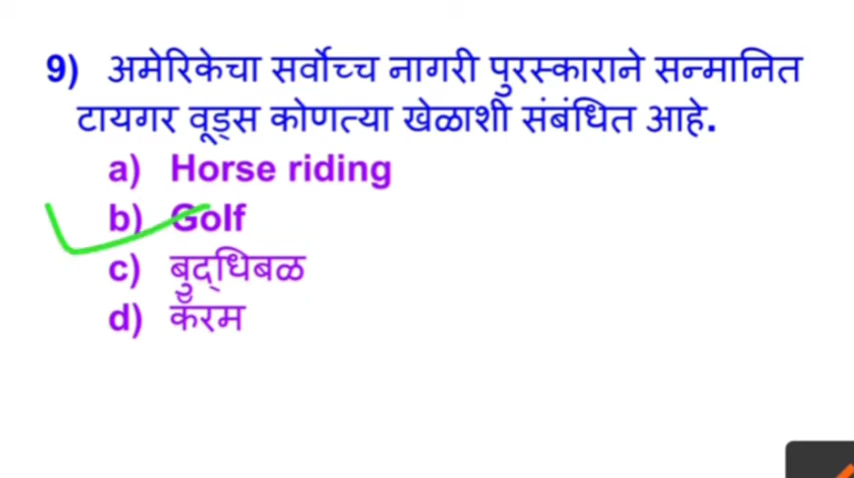 9) अमेरिकेचा सर्वोच्च नागरी पुरस्काराने सन्मानित
टायगर वूड्स कोणत्या खेळाशी संबंधित आहे.
a) Horse riding
b) Golf
c) बुद्धिबळ
d) कॅरम